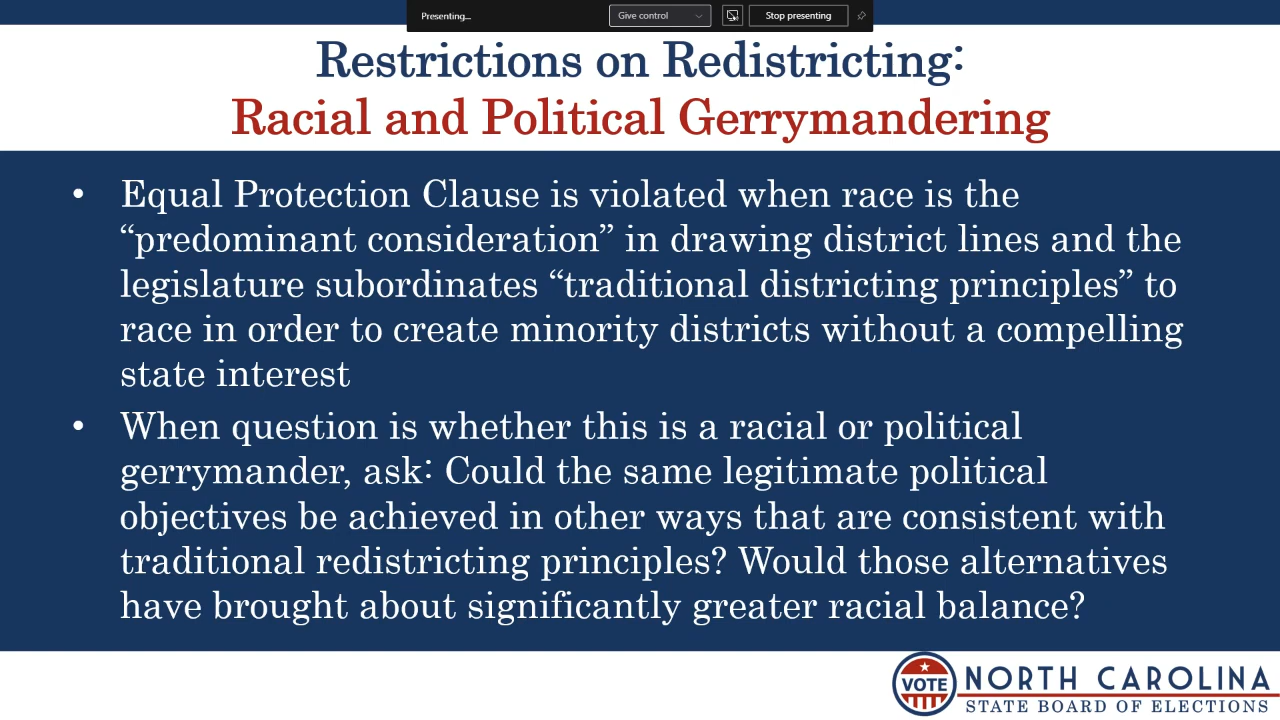 Presenting...
Give control
Stop presenting
Restrictions on Redistricting:
Racial and Political Gerrymandering
• Equal Protection Clause is violated when race is the
“predominant consideration” in drawing district lines and the
legislature subordinates “traditional districting principles” to
race in order to create minority districts without a compelling
state interest
• When question is whether this is a racial or political
gerrymander, ask: Could the same legitimate political
objectives be achieved in other ways that are consistent with
traditional redistricting principles? Would those alternatives
have brought about significantly greater racial balance?
VOTE
NORTH CAROLINA
STATE BOARD OF ELECTIONS